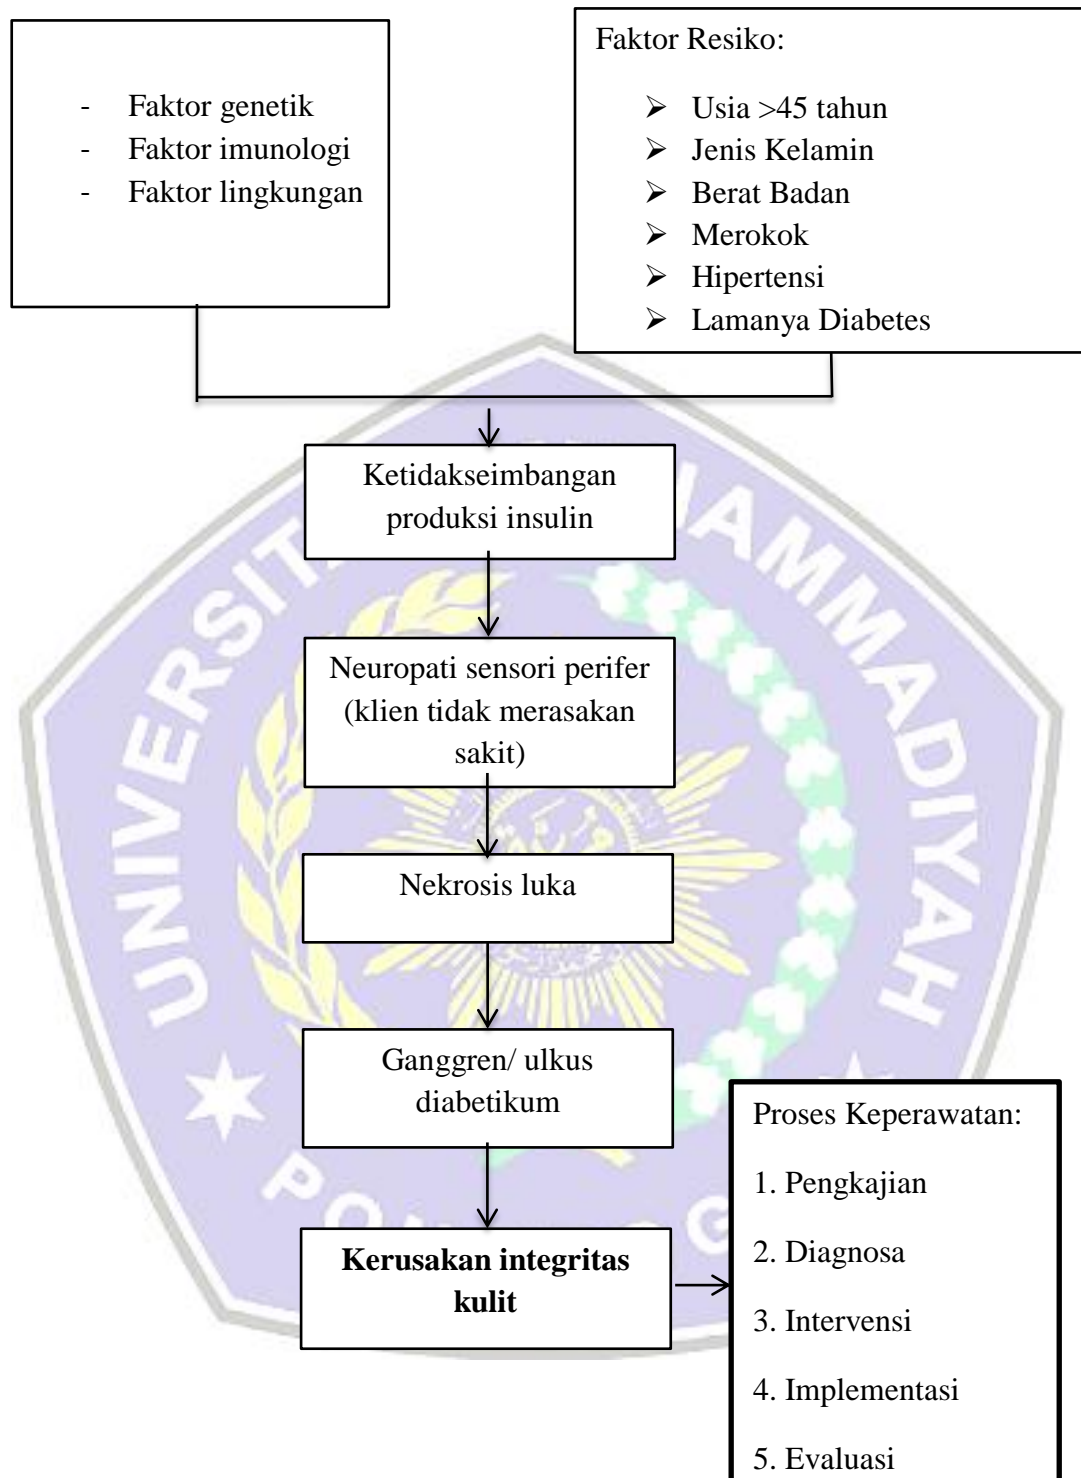 - Faktor genetik
- Faktor imunologi
- Faktor lingkungan
Faktor Resiko:
➢ Usia >45 tahun
➢ Jenis Kelamin
➢ Berat Badan
➢ Merokok
➢ Hipertensi
➢ Lamanya Diabetes
Ketidakseimbangan
produksi insulin
Neuropati sensori perifer
(klien tidak merasakan
sakit)
Nekrosis luka
Ganggren/ ulkus
diabetikum
Kerusakan integritas
kulit
Proses Keperawatan:
1. Pengkajian
2. Diagnosa
3. Intervensi
4. Implementasi
5. Evaluasi